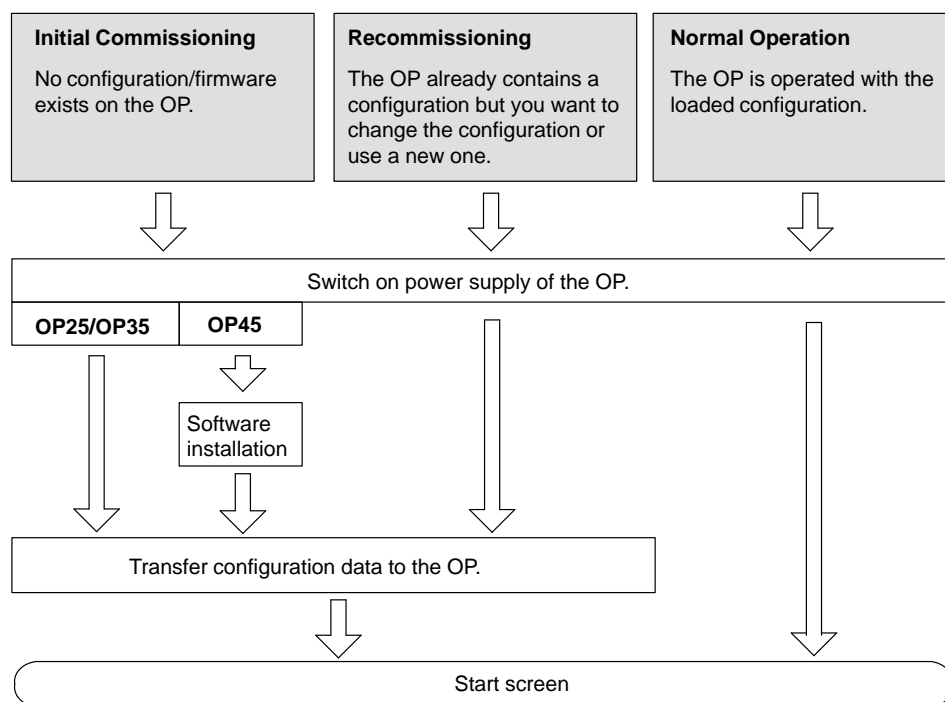 Initial Commissioning
No configuration/firmware
exists on the OP.
Recommissioning
The OP already contains a
configuration but you want to
change the configuration or
use a new one.
Normal Operation
The OP is operated with the
loaded configuration.
Switch on power supply of the OP.
OP25/OP35
OP45
Software
installation
Transfer configuration data to the OP.
Start screen